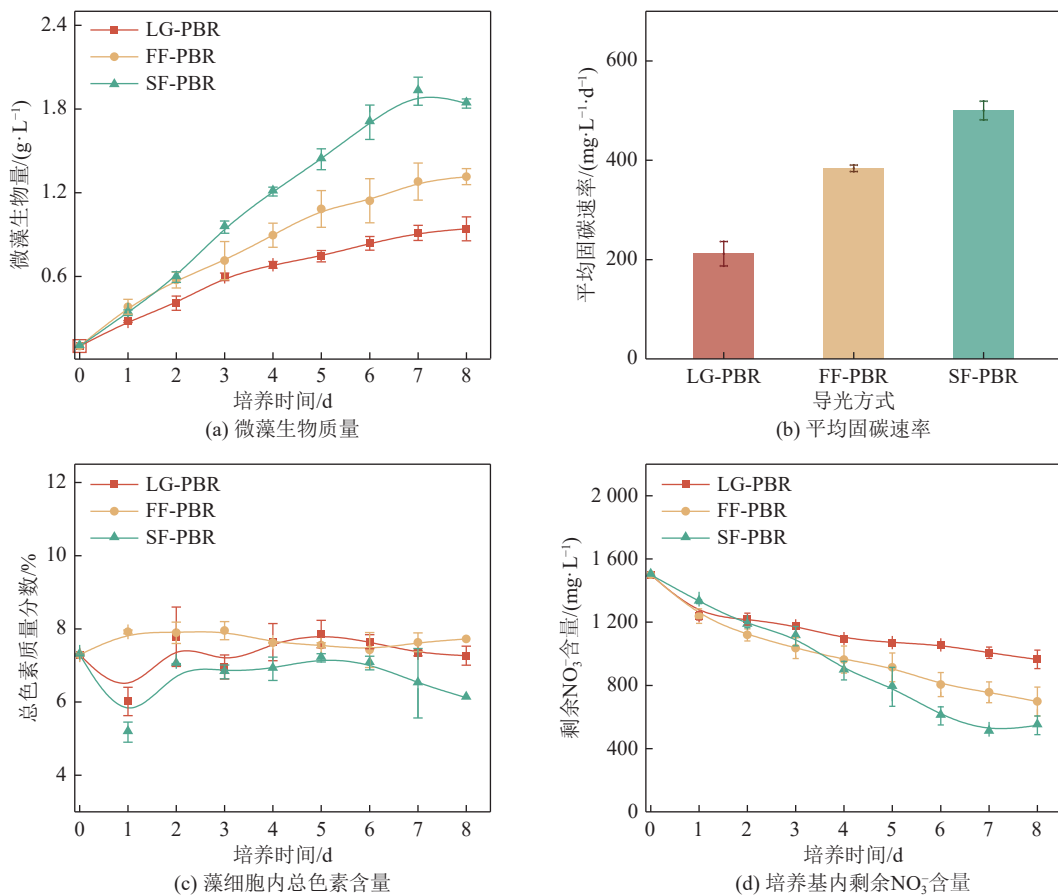 LG-PBR
FF-PBR
SF-PBR
微藻生物量/(g·L⁻¹)
2.4
1.8
1.2
0.6
0 1 2 3 4 5 6 7 8
培养时间/d
(a) 微藻生物质量
平均固碳速率/(mg·L⁻¹·d⁻¹)
600
400
200
0
LG-PBR FF-PBR SF-PBR
导光方式
(b) 平均固碳速率
LG-PBR
FF-PBR
SF-PBR
总色素质量分数/%
12
10
8
6
4
0 1 2 3 4 5 6 7 8
培养时间/d
(c) 藻细胞内总色素含量
LG-PBR
FF-PBR
SF-PBR
剩余NO₃⁻含量/(mg·L⁻¹)
2 000
1 600
1 200
800
400
0
0 1 2 3 4 5 6 7 8
培养时间/d
(d) 培养基内剩余NO₃⁻含量